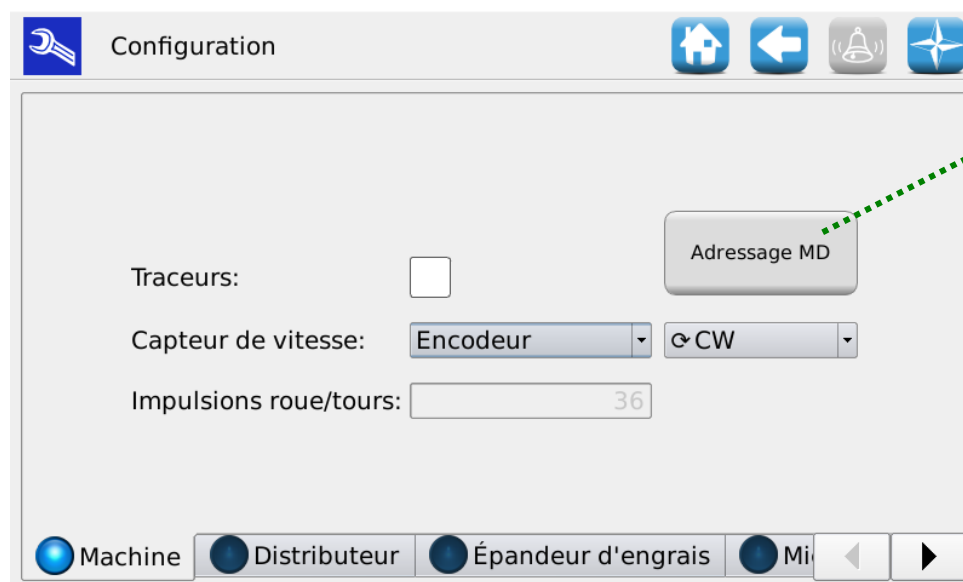 Configuration
Adressage MD
Traceurs:
Capteur de vitesse: Encodeur ⟳ CW
Impulsions roue/tours: 36
Machine Distributeur Épandeur d'engrais